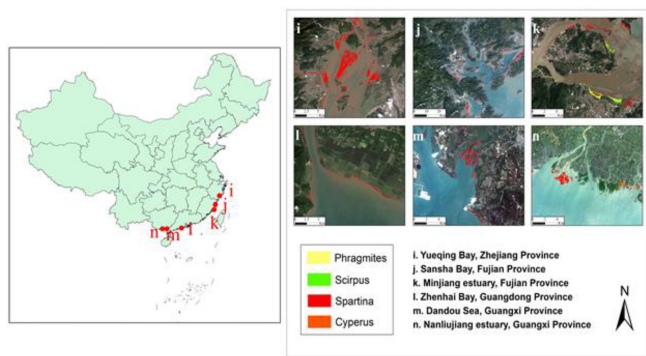 i
j
k
l
m
n
i
j
k
l
m
n
Phragmites
Scirpus
Spartina
Cyperus
i. Yueqing Bay, Zhejiang Province
j. Sansha Bay, Fujian Province
k. Minjiang estuary, Fujian Province
l. Zhenhai Bay, Guangdong Province
m. Dandou Sea, Guangxi Province
n. Nanliujiang estuary, Guangxi Province
N